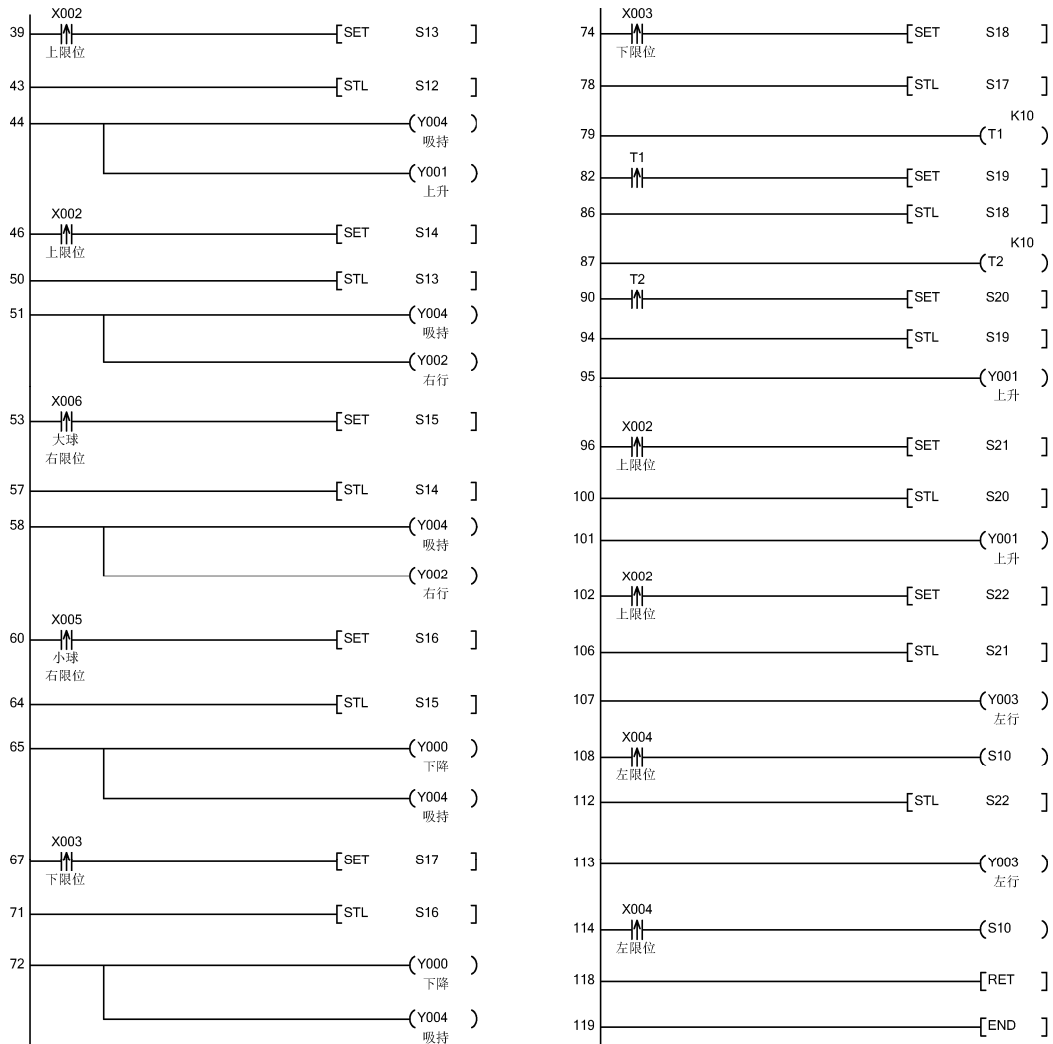 X002
39 [SET S13 ]
上限位
43 [STL S12 ]
44 (Y004 )
吸持
(Y001 )
上升
X002
46 [SET S14 ]
上限位
50 [STL S13 ]
51 (Y004 )
吸持
(Y002 )
右行
X006
53 [SET S15 ]
大球
右限位
57 [STL S14 ]
58 (Y004 )
吸持
(Y002 )
右行
X005
60 [SET S16 ]
小球
右限位
64 [STL S15 ]
65 (Y000 )
下降
(Y004 )
吸持
X003
67 [SET S17 ]
下限位
71 [STL S16 ]
72 (Y000 )
下降
(Y004 )
吸持
X003
74 [SET S18 ]
下限位
78 [STL S17 ]
K10
79 (T1 )
T1
82 [SET S19 ]
86 [STL S18 ]
K10
87 (T2 )
T2
90 [SET S20 ]
94 [STL S19 ]
95 (Y001 )
上升
X002
96 [SET S21 ]
上限位
100 [STL S20 ]
101 (Y001 )
上升
X002
102 [SET S22 ]
上限位
106 [STL S21 ]
107 (Y003 )
左行
X004
108 (S10 )
左限位
112 [STL S22 ]
113 (Y003 )
左行
X004
114 (S10 )
左限位
118 [RET ]
119 [END ]